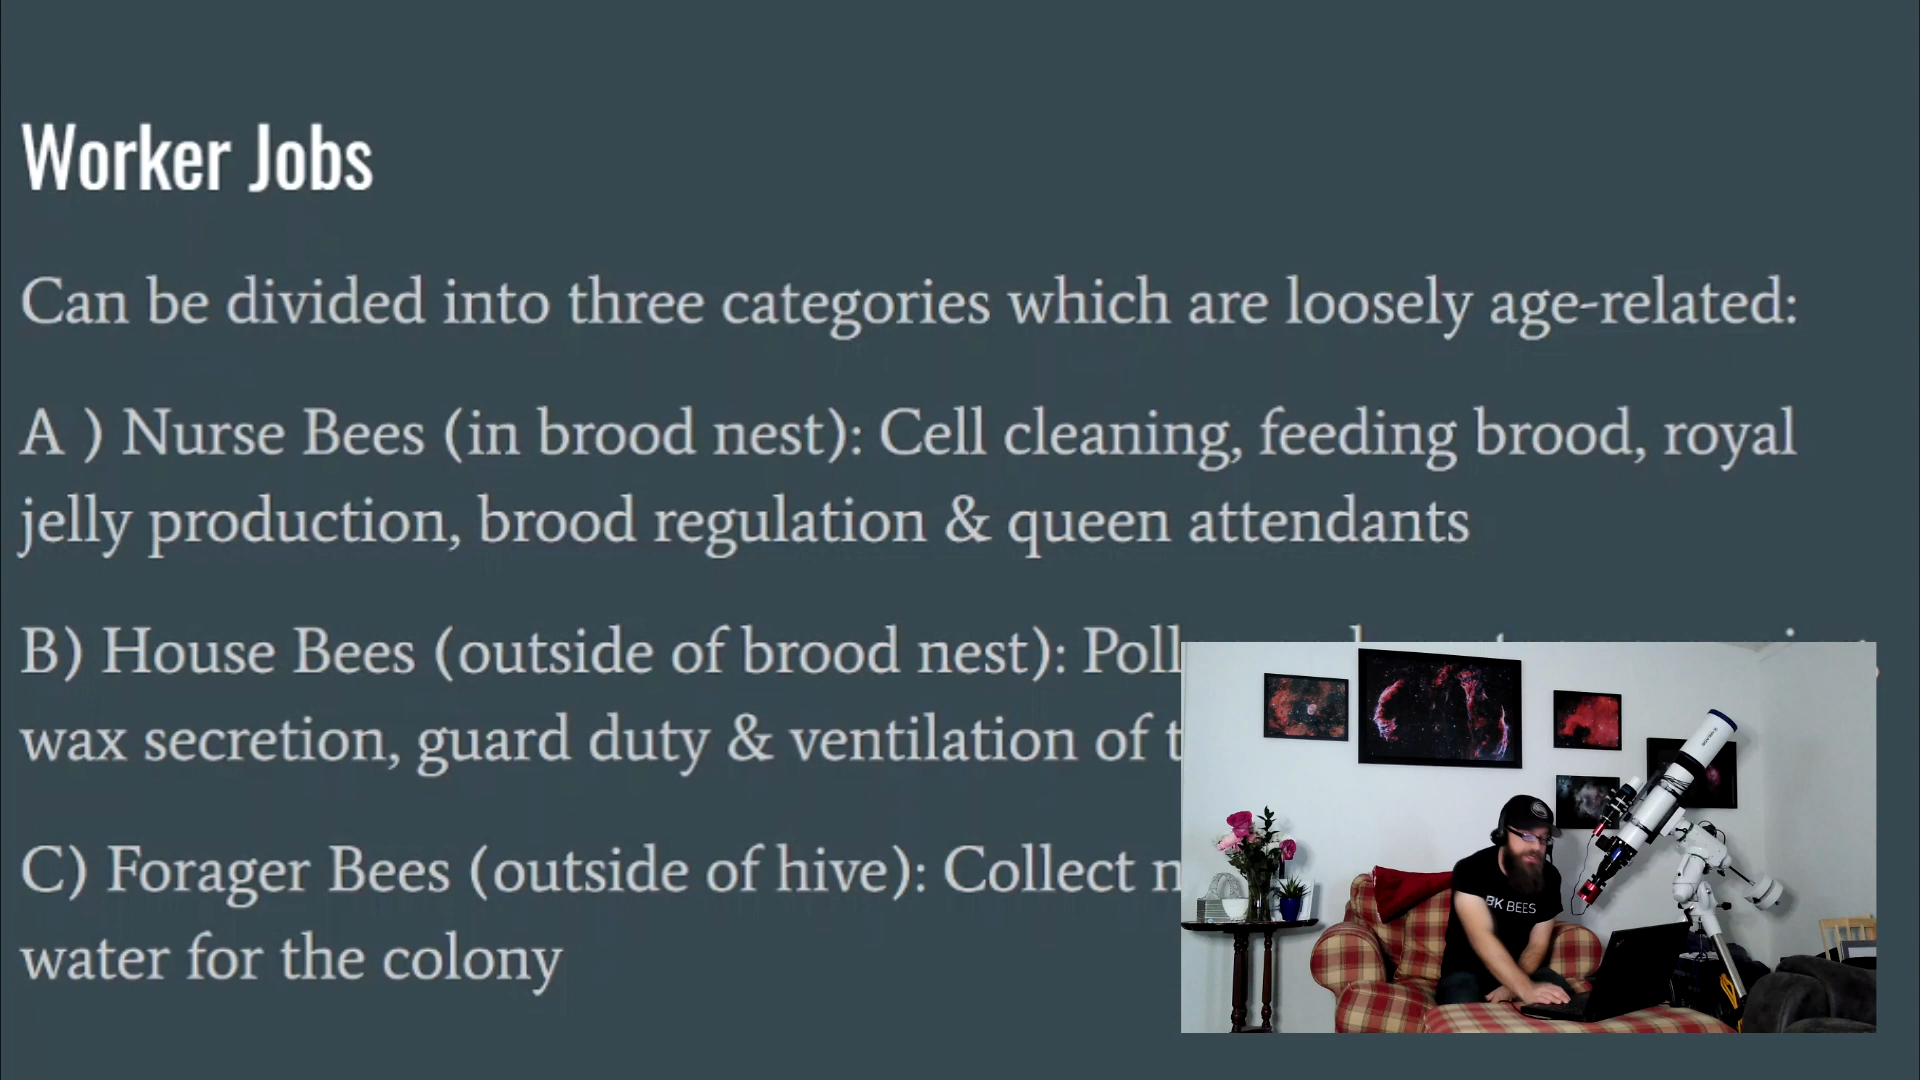 Worker Jobs
Can be divided into three categories which are loosely age-related:
A ) Nurse Bees (in brood nest): Cell cleaning, feeding brood, royal
jelly production, brood regulation & queen attendants
B) House Bees (outside of brood nest):
wax secretion, guard duty & ventilation of
C) Forager Bees (outside of hive): Collect
water for the colony
BK BEES